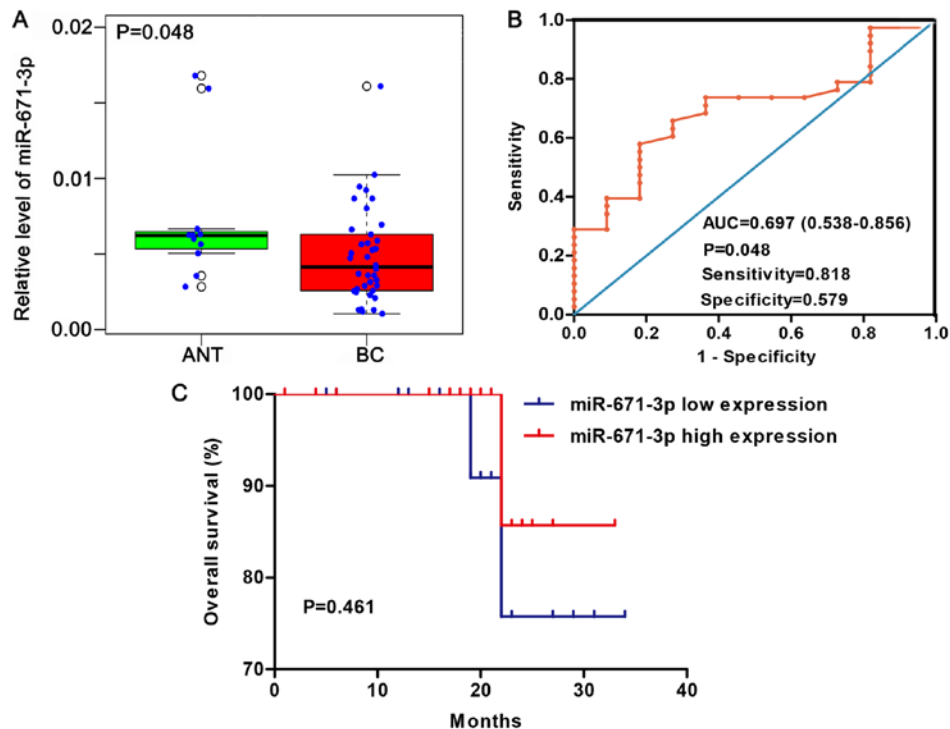 A
P=0.048
Relative level of miR-671-3p
0.02
0.01
0.00
ANT
BC
B
Sensitivity
1.0
0.8
0.6
0.4
0.2
0.0
AUC=0.697 (0.538-0.856)
P=0.048
Sensitivity=0.818
Specificity=0.579
0.0 0.2 0.4 0.6 0.8 1.0
1 - Specificity
C
Overall survival (%)
100
90
80
70
miR-671-3p low expression
miR-671-3p high expression
P=0.461
0 10 20 30 40
Months